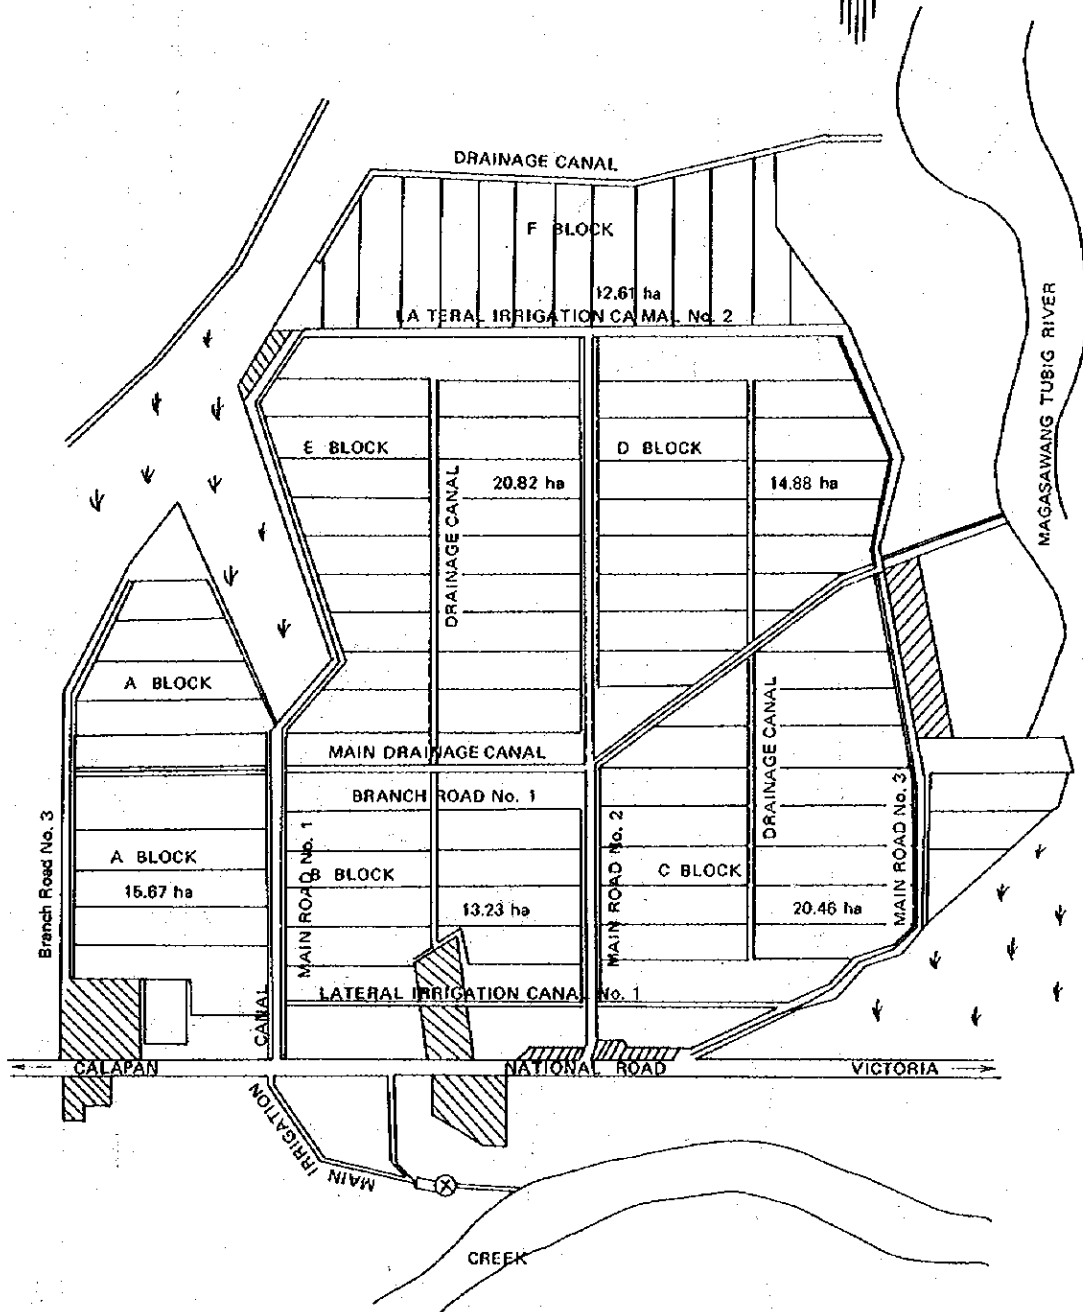 DRAINAGE CANAL
F BLOCK
12.61 ha
LATERAL IRRIGATION CAMAL No. 2
MAGASAWANG TUBIG RIVER
E BLOCK
D BLOCK
20.82 ha
14.88 ha
DRAINAGE CANAL
A BLOCK
DRAINAGE CANAL
MAIN DRAINAGE CANAL
BRANCH ROAD No. 1
Branch Road No. 3
MAIN ROAD No. 1
MAIN ROAD No. 2
MAIN ROAD No. 3
A BLOCK
B BLOCK
C BLOCK
15.67 ha
13.23 ha
20.46 ha
LATERAL IRRIGATION CANAL No. 1
CALAPAN
NATIONAL ROAD
VICTORIA
MAIN IRRIGATION CANAL
CREEK